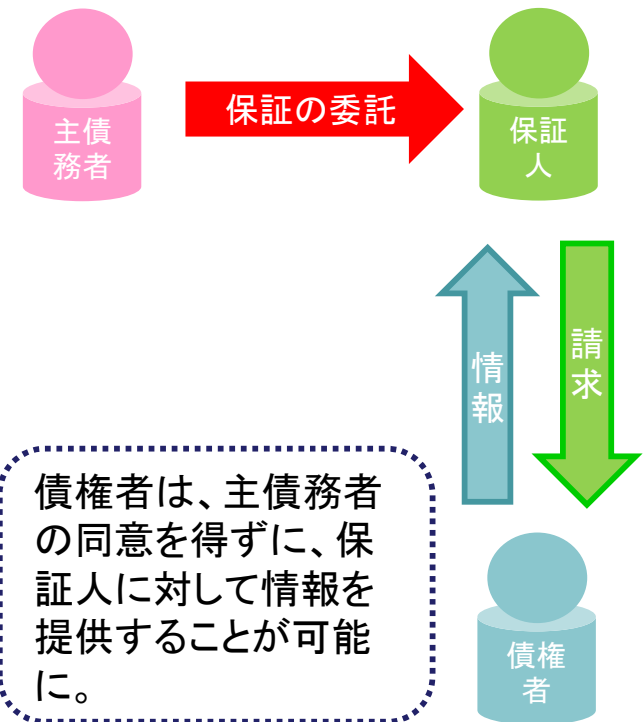 主債
務者
保証の委託
保証
人
情
報
請
求
債権者は、主債務者
の同意を得ずに、保
証人に対して情報を
提供することが可能
に。
債権
者